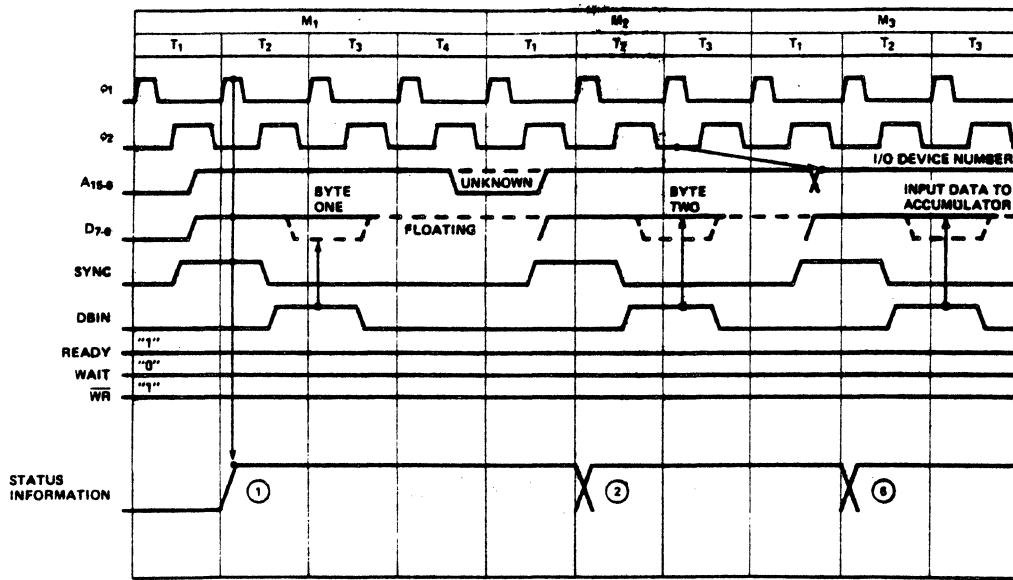 M1 M2 M3
T1 T2 T3 T4 T1 T2 T3 T1 T2 T3
φ1
φ2
I/O DEVICE NUMBER
A15-0 UNKNOWN
BYTE ONE
BYTE TWO
INPUT DATA TO ACCUMULATOR
D7-0 FLOATING
SYNC
DBIN
"1"
READY
"0"
WAIT
"1"
WR
STATUS INFORMATION
1 2 6